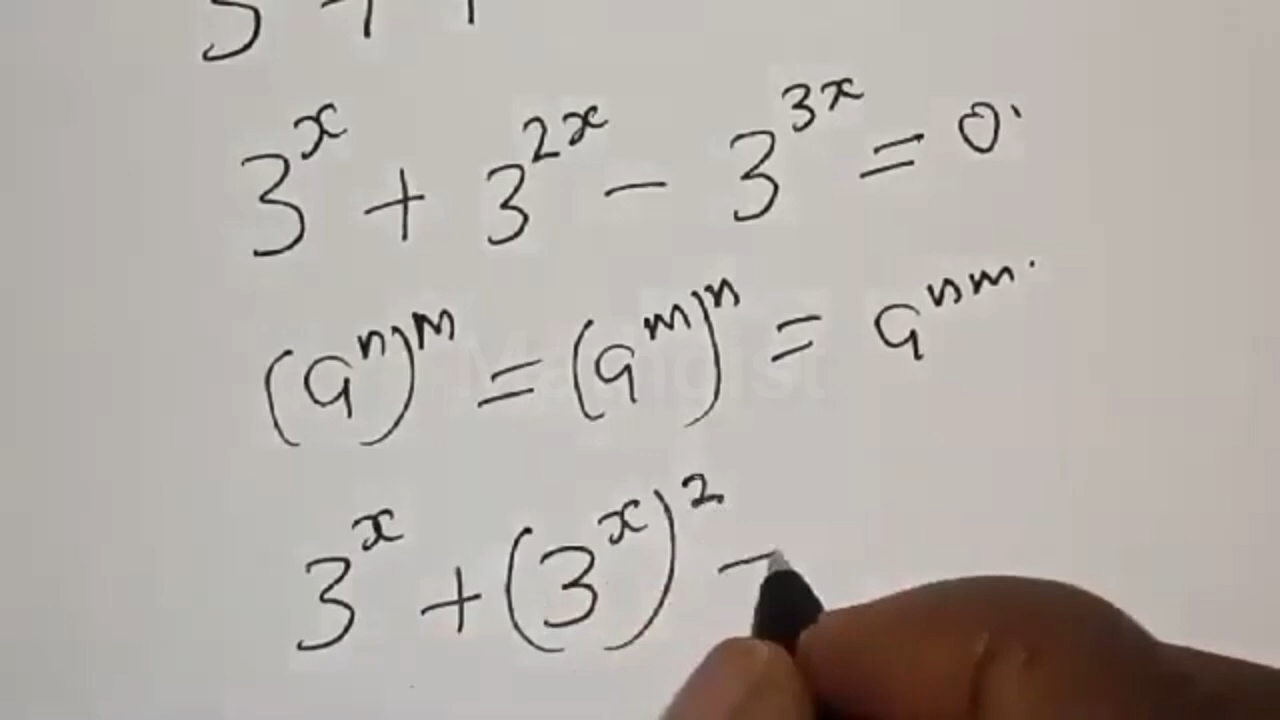 3^x + 3^{2x} - 3^{3x} = 0.
(a^n)^m = (a^m)^n = a^{nm}.
3^x + (3^x)^2 -